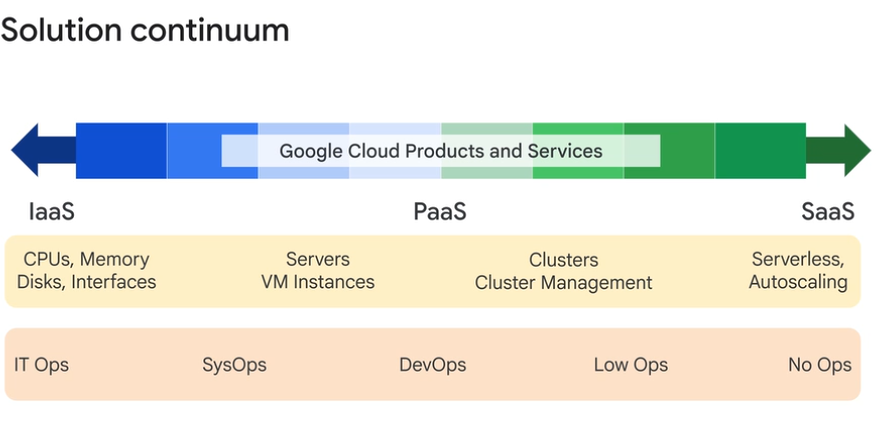 Solution continuum
Google Cloud Products and Services
IaaS PaaS SaaS
CPUs, Memory Servers Clusters Serverless,
Disks, Interfaces VM Instances Cluster Management Autoscaling
IT Ops SysOps DevOps Low Ops No Ops